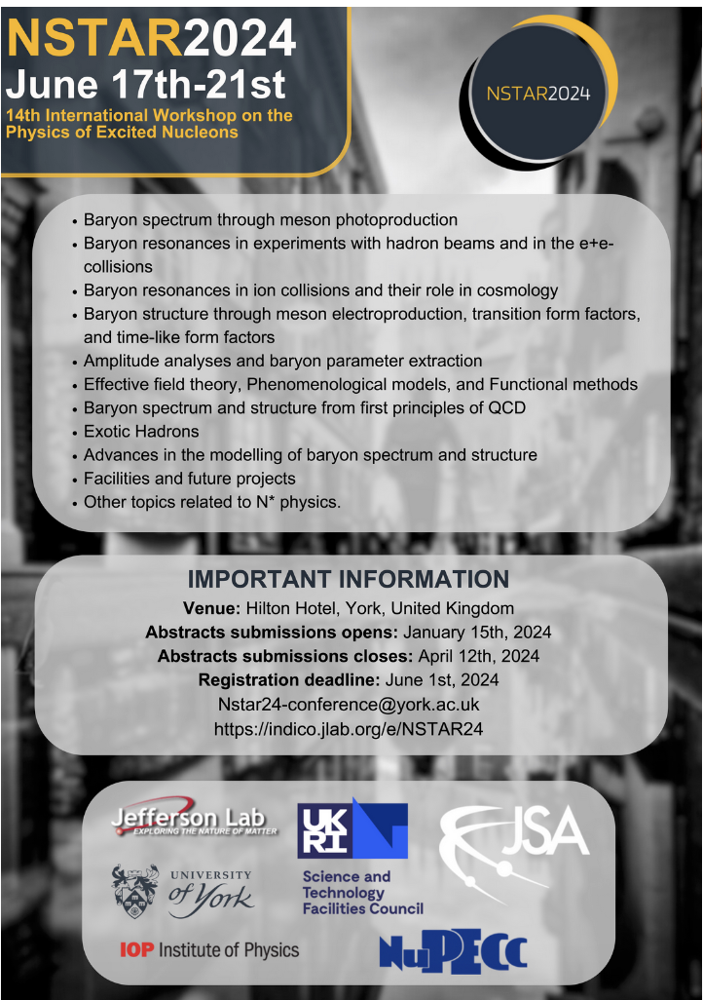 NSTAR2024
June 17th-21st
14th International Workshop on the
Physics of Excited Nucleons
NSTAR2024
• Baryon spectrum through meson photoproduction
• Baryon resonances in experiments with hadron beams and in the e+e-
collisions
• Baryon resonances in ion collisions and their role in cosmology
• Baryon structure through meson electroproduction, transition form factors,
and time-like form factors
• Amplitude analyses and baryon parameter extraction
• Effective field theory, Phenomenological models, and Functional methods
• Baryon spectrum and structure from first principles of QCD
• Exotic Hadrons
• Advances in the modelling of baryon spectrum and structure
• Facilities and future projects
• Other topics related to N* physics.
IMPORTANT INFORMATION
Venue: Hilton Hotel, York, United Kingdom
Abstracts submissions opens: January 15th, 2024
Abstracts submissions closes: April 12th, 2024
Registration deadline: June 1st, 2024
Nstar24-conference@york.ac.uk
https://indico.jlab.org/e/NSTAR24
Jefferson Lab
EXPLORING THE NATURE OF MATTER
UK
RI
Science and
Technology
Facilities Council
JSA
UNIVERSITY
of York
IOP Institute of Physics
NuPECC